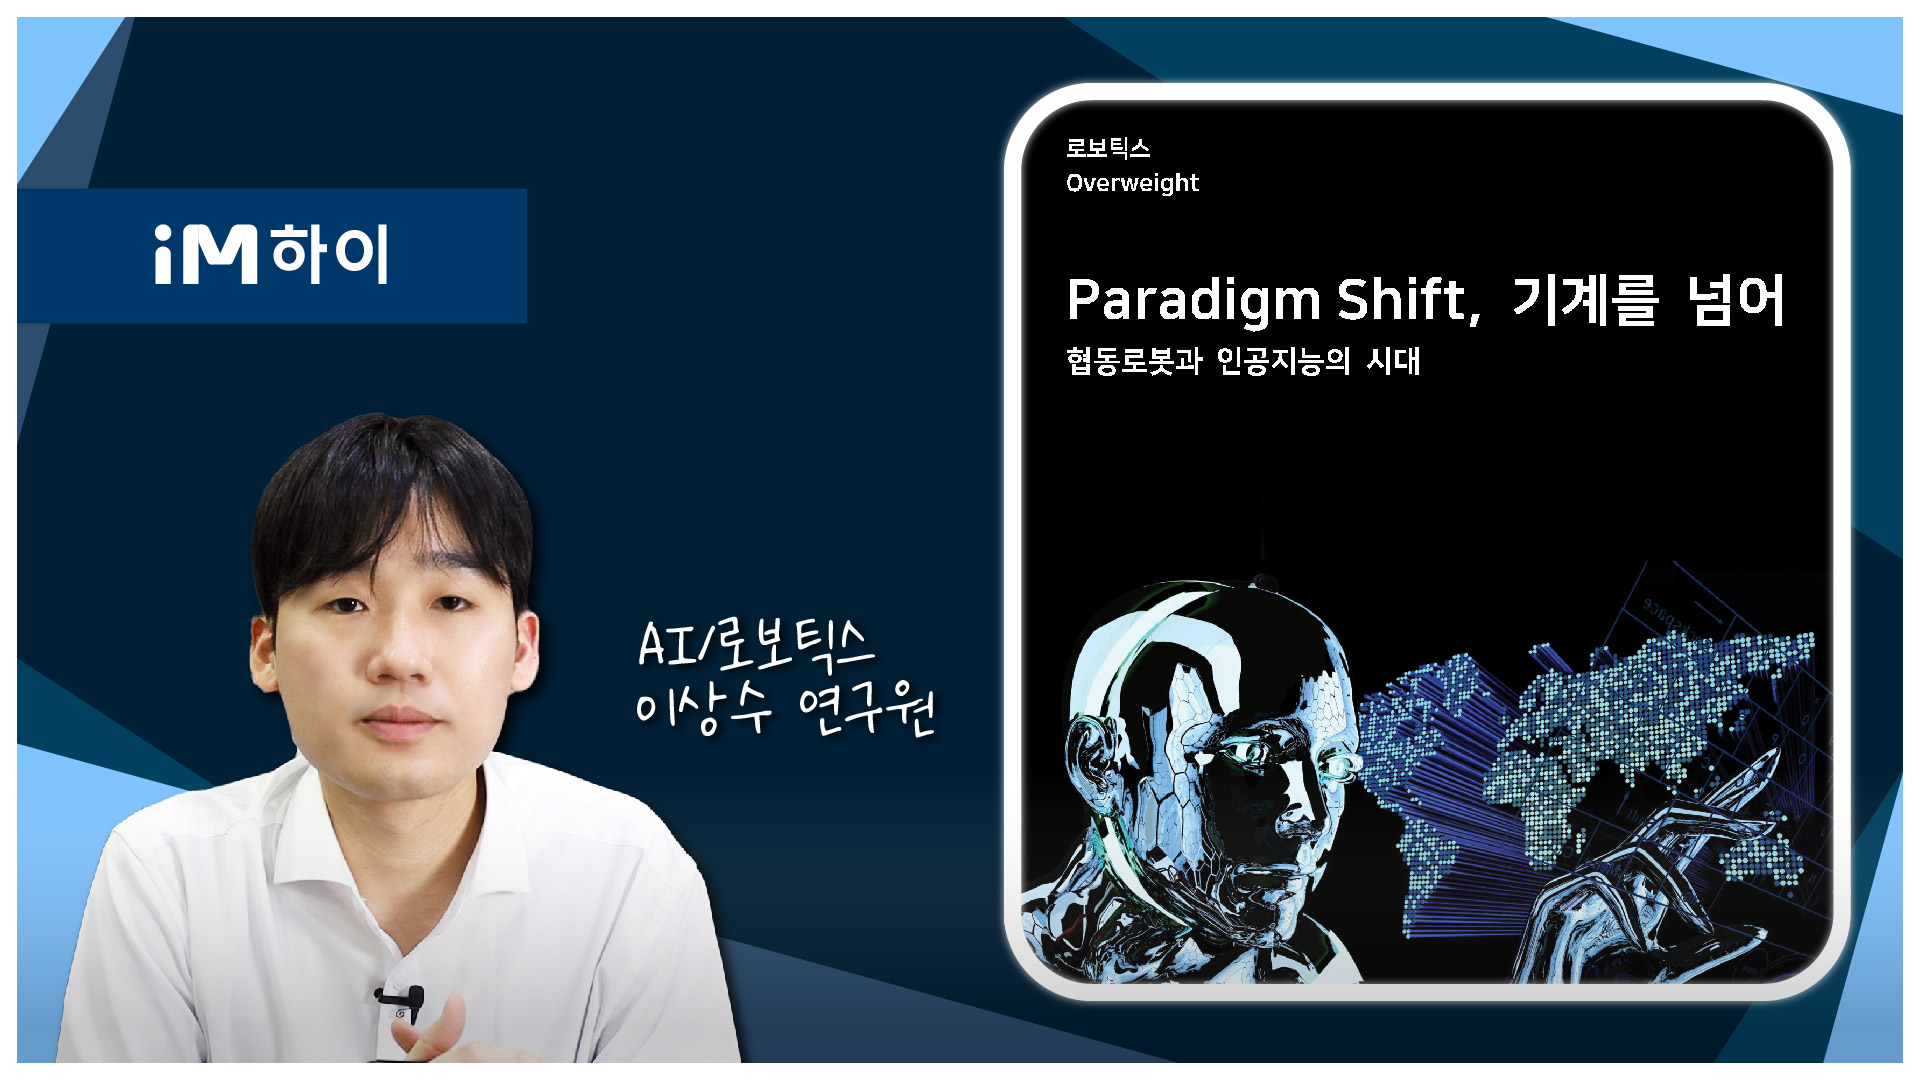 iM하이
AI/로보틱스
이상수 연구원
로보틱스
Overweight
Paradigm Shift, 기계를 넘어
협동로봇과 인공지능의 시대